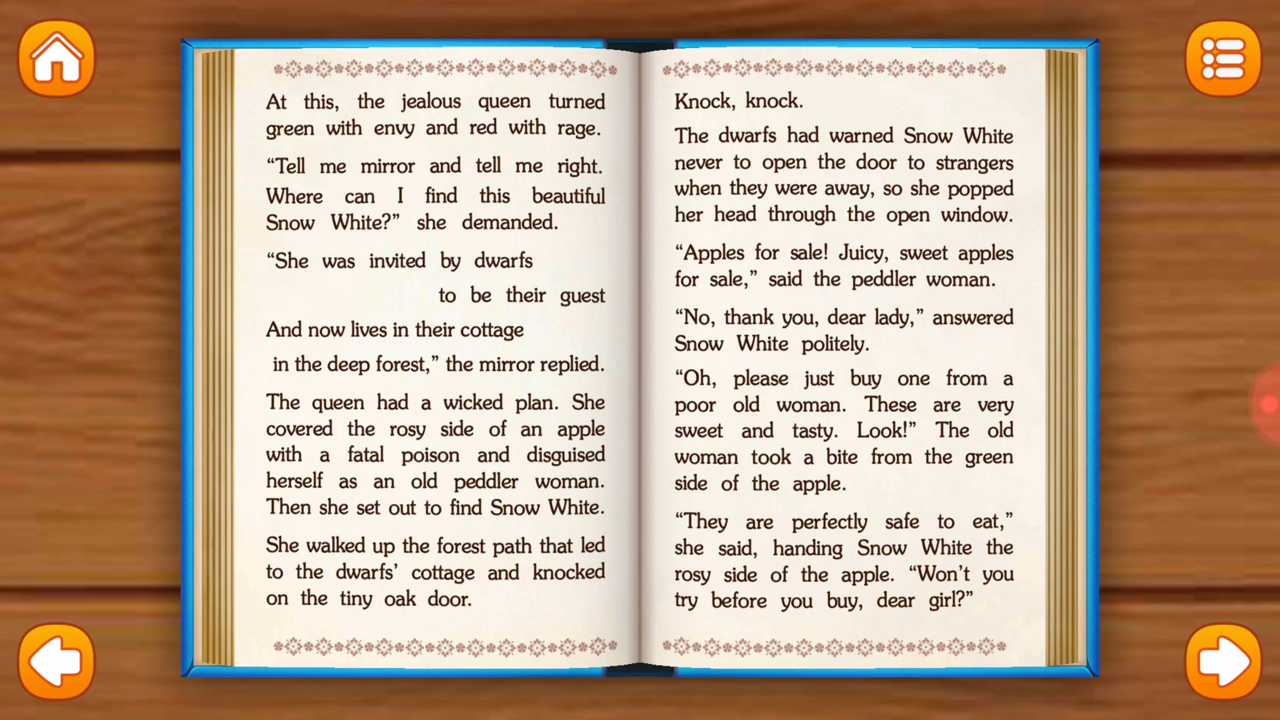 At this, the jealous queen turned
green with envy and red with rage.
“Tell me mirror and tell me right.
Where can I find this beautiful
Snow White?” she demanded.
“She was invited by dwarfs
to be their guest
And now lives in their cottage
in the deep forest,” the mirror replied.
The queen had a wicked plan. She
covered the rosy side of an apple
with a fatal poison and disguised
herself as an old peddler woman.
Then she set out to find Snow White.
She walked up the forest path that led
to the dwarfs’ cottage and knocked
on the tiny oak door.
Knock, knock.
The dwarfs had warned Snow White
never to open the door to strangers
when they were away, so she popped
her head through the open window.
“Apples for sale! Juicy, sweet apples
for sale,” said the peddler woman.
“No, thank you, dear lady,” answered
Snow White politely.
“Oh, please just buy one from a
poor old woman. These are very
sweet and tasty. Look!” The old
woman took a bite from the green
side of the apple.
“They are perfectly safe to eat,”
she said, handing Snow White the
rosy side of the apple. “Won’t you
try before you buy, dear girl?”